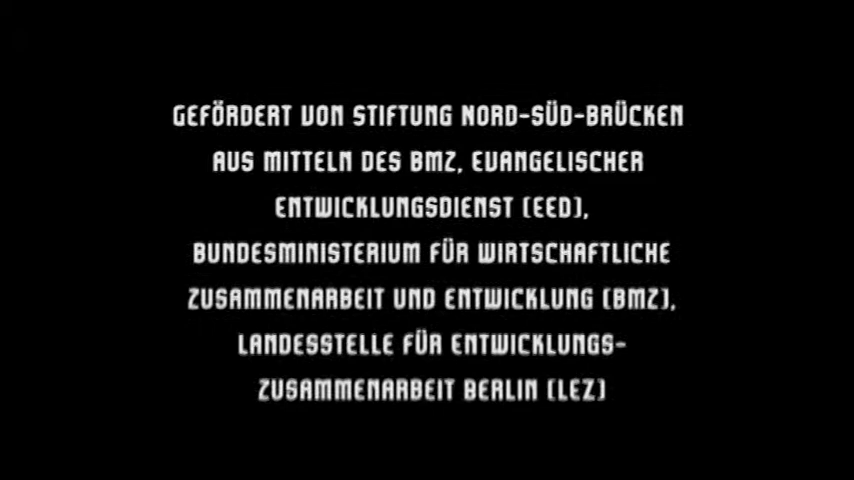 GEFÖRDERT VON STIFTUNG NORD-SÜD-BRÜCKEN
AUS MITTELN DES BMZ, EVANGELISCHER
ENTWICKLUNGSDIENST (EED),
BUNDESMINISTERIUM FÜR WIRTSCHAFTLICHE
ZUSAMMENARBEIT UND ENTWICKLUNG (BMZ),
LANDESSTELLE FÜR ENTWICKLUNGS-
ZUSAMMENARBEIT BERLIN (LEZ)